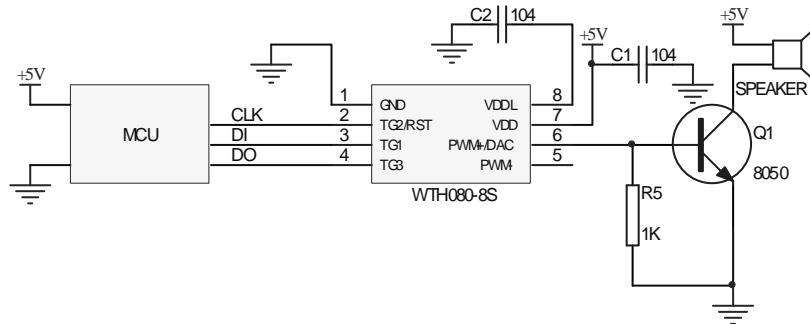 C2 104
+5V
+5V
C1 104
+5V
SPEAKER
MCU
CLK
DI
DO
1
2
3
4
GND
TG2/RST
TG1
TG3
VDDL
VDD
PWM+/DAC
PWM-
8
7
6
5
WTH080-8S
Q1
8050
R5
1K